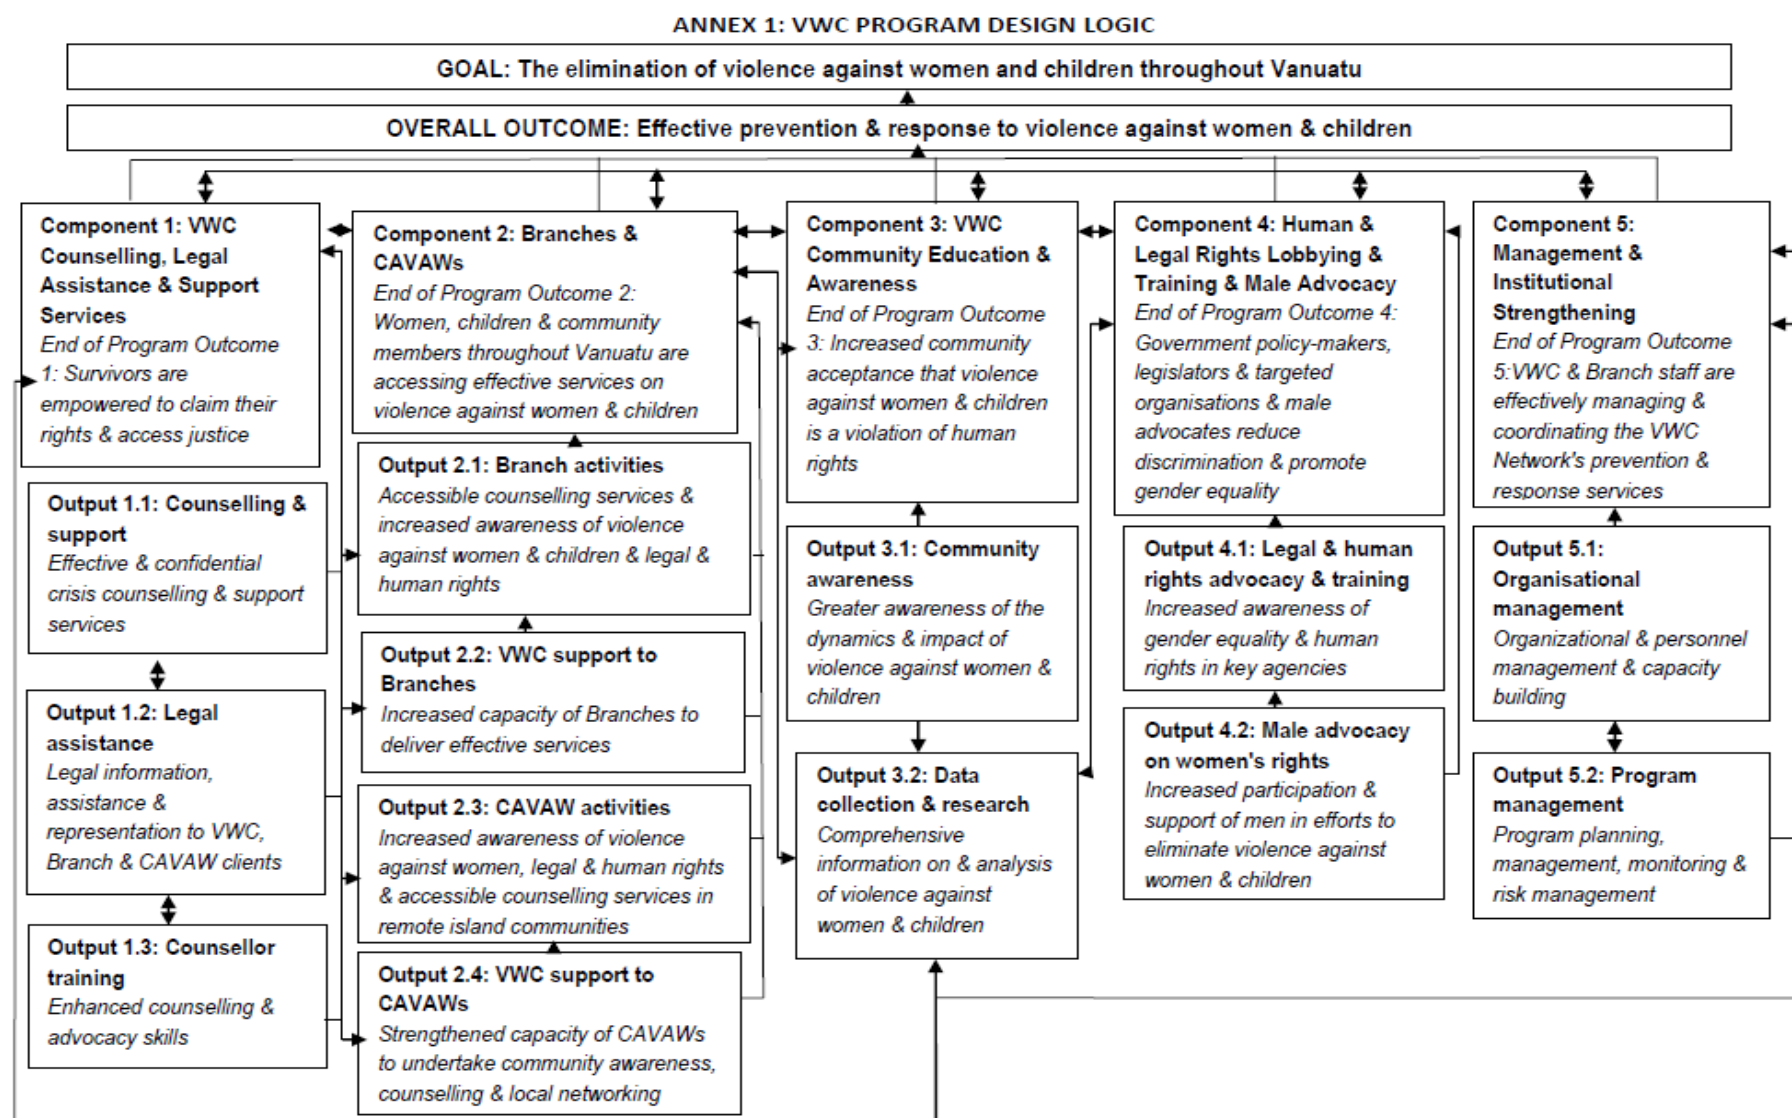 ANNEX 1: VWC PROGRAM DESIGN LOGIC
GOAL: The elimination of violence against women and children throughout Vanuatu
OVERALL OUTCOME: Effective prevention & response to violence against women & children
Component 1: VWC
Counselling, Legal
Assistance & Support
Services
End of Program Outcome
1: Survivors are
empowered to claim their
rights & access justice
Output 1.1: Counselling &
support
Effective & confidential
crisis counselling & support
services
Output 1.2: Legal
assistance
Legal information,
assistance &
representation to VWC,
Branch & CAVAW clients
Output 1.3: Counsellor
training
Enhanced counselling &
advocacy skills
Component 2: Branches &
CAVAWs
End of Program Outcome 2:
Women, children & community
members throughout Vanuatu are
accessing effective services on
violence against women & children
Output 2.1: Branch activities
Accessible counselling services &
increased awareness of violence
against women & children & legal &
human rights
Output 2.2: VWC support to
Branches
Increased capacity of Branches to
deliver effective services
Output 2.3: CAVAW activities
Increased awareness of violence
against women, legal & human rights
& accessible counselling services in
remote island communities
Output 2.4: VWC support to
CAVAWs
Strengthened capacity of CAVAWs
to undertake community awareness,
counselling & local networking
Component 3: VWC
Community Education &
Awareness
End of Program Outcome
3: Increased community
acceptance that violence
against women & children
is a violation of human
rights
Output 3.1: Community
awareness
Greater awareness of the
dynamics & impact of
violence against women &
children
Output 3.2: Data
collection & research
Comprehensive
information on & analysis
of violence against
women & children
Component 4: Human &
Legal Rights Lobbying &
Training & Male Advocacy
End of Program Outcome 4:
Government policy-makers,
legislators & targeted
organisations & male
advocates reduce
discrimination & promote
gender equality
Output 4.1: Legal & human
rights advocacy & training
Increased awareness of
gender equality & human
rights in key agencies
Output 4.2: Male advocacy
on women's rights
Increased participation &
support of men in efforts to
eliminate violence against
women & children
Component 5:
Management &
Institutional
Strengthening
End of Program Outcome
5:VWC & Branch staff are
effectively managing &
coordinating the VWC
Network's prevention &
response services
Output 5.1:
Organisational
management
Organizational & personnel
management & capacity
building
Output 5.2: Program
management
Program planning,
management, monitoring &
risk management